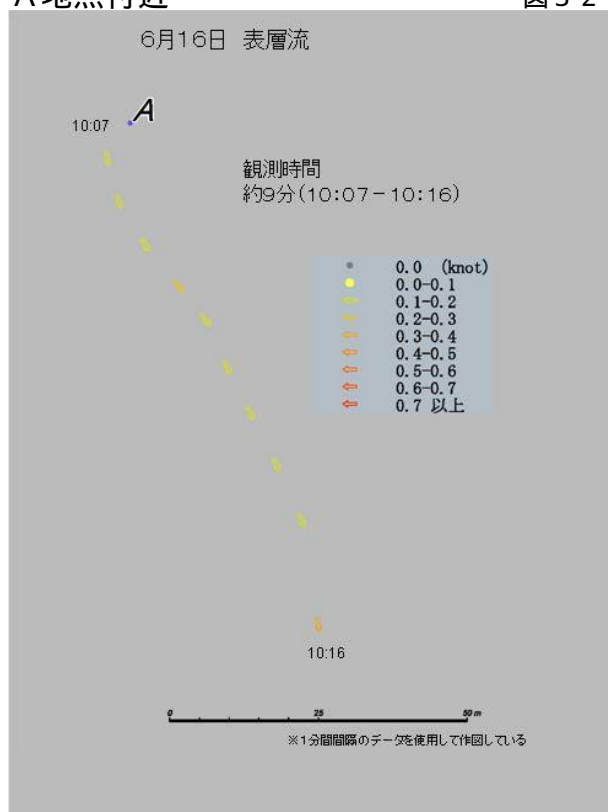 A地点付近 図3-2
6月16日 表層流
A
10:07
観測時間
約9分(10:07-10:16)
0.0 (knot)
0.0-0.1
0.1-0.2
0.2-0.3
0.3-0.4
0.4-0.5
0.5-0.6
0.6-0.7
0.7 以上
10:16
0 25 50 m
※1分間間隔のデータを使用して作図している